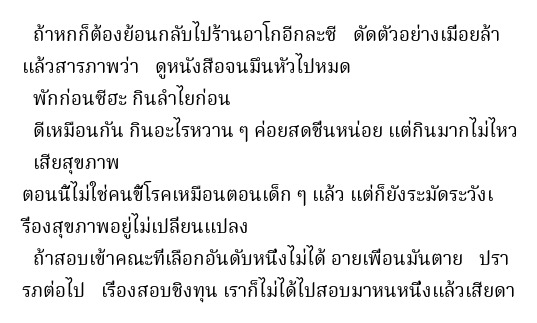 ถ้าหกก็ต้องย้อนกลับไปร้านอาโกอีกละซี ดัดตัวอย่างเมื่อยล้า
แล้วสารภาพว่า ดูหนังสือจนมึนหัวไปหมด
พักก่อนซีฮะ กินลำไยก่อน
ดีเหมือนกัน กินอะไรหวาน ๆ ค่อยสดชื่นหน่อย แต่กินมากไม่ไหว
เสียสุขภาพ
ตอนนี้ไม่ใช่คนขี้โรคเหมือนตอนเด็ก ๆ แล้ว แต่ก็ยังระมัดระวังเ
รื่องสุขภาพอยู่ไม่เปลี่ยนแปลง
ถ้าสอบเข้าคณะที่เลือกอันดับหนึ่งไม่ได้ อายเพื่อนมันตาย ปรา
รภต่อไป เรื่องสอบชิงทุน เราก็ไม่ได้ไปสอบมาหนหนึ่งแล้วเสียดา